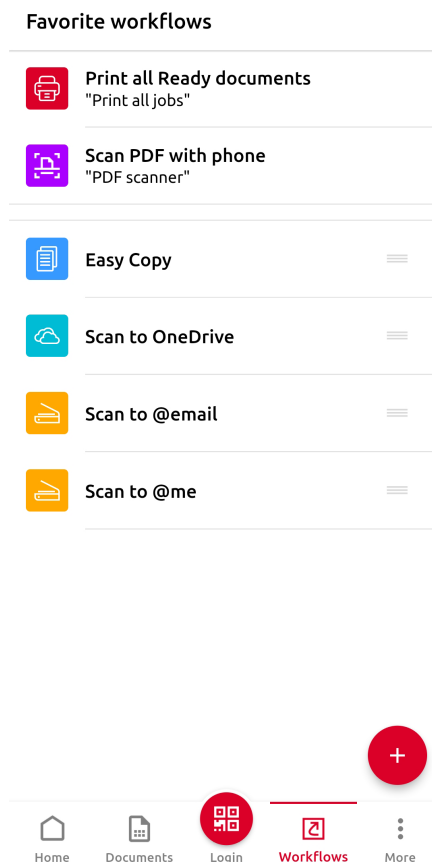 Favorite workflows
Print all Ready documents
"Print all jobs"
Scan PDF with phone
"PDF scanner"
Easy Copy
Scan to OneDrive
Scan to @email
Scan to @me
Home
Documents
Login
Workflows
More